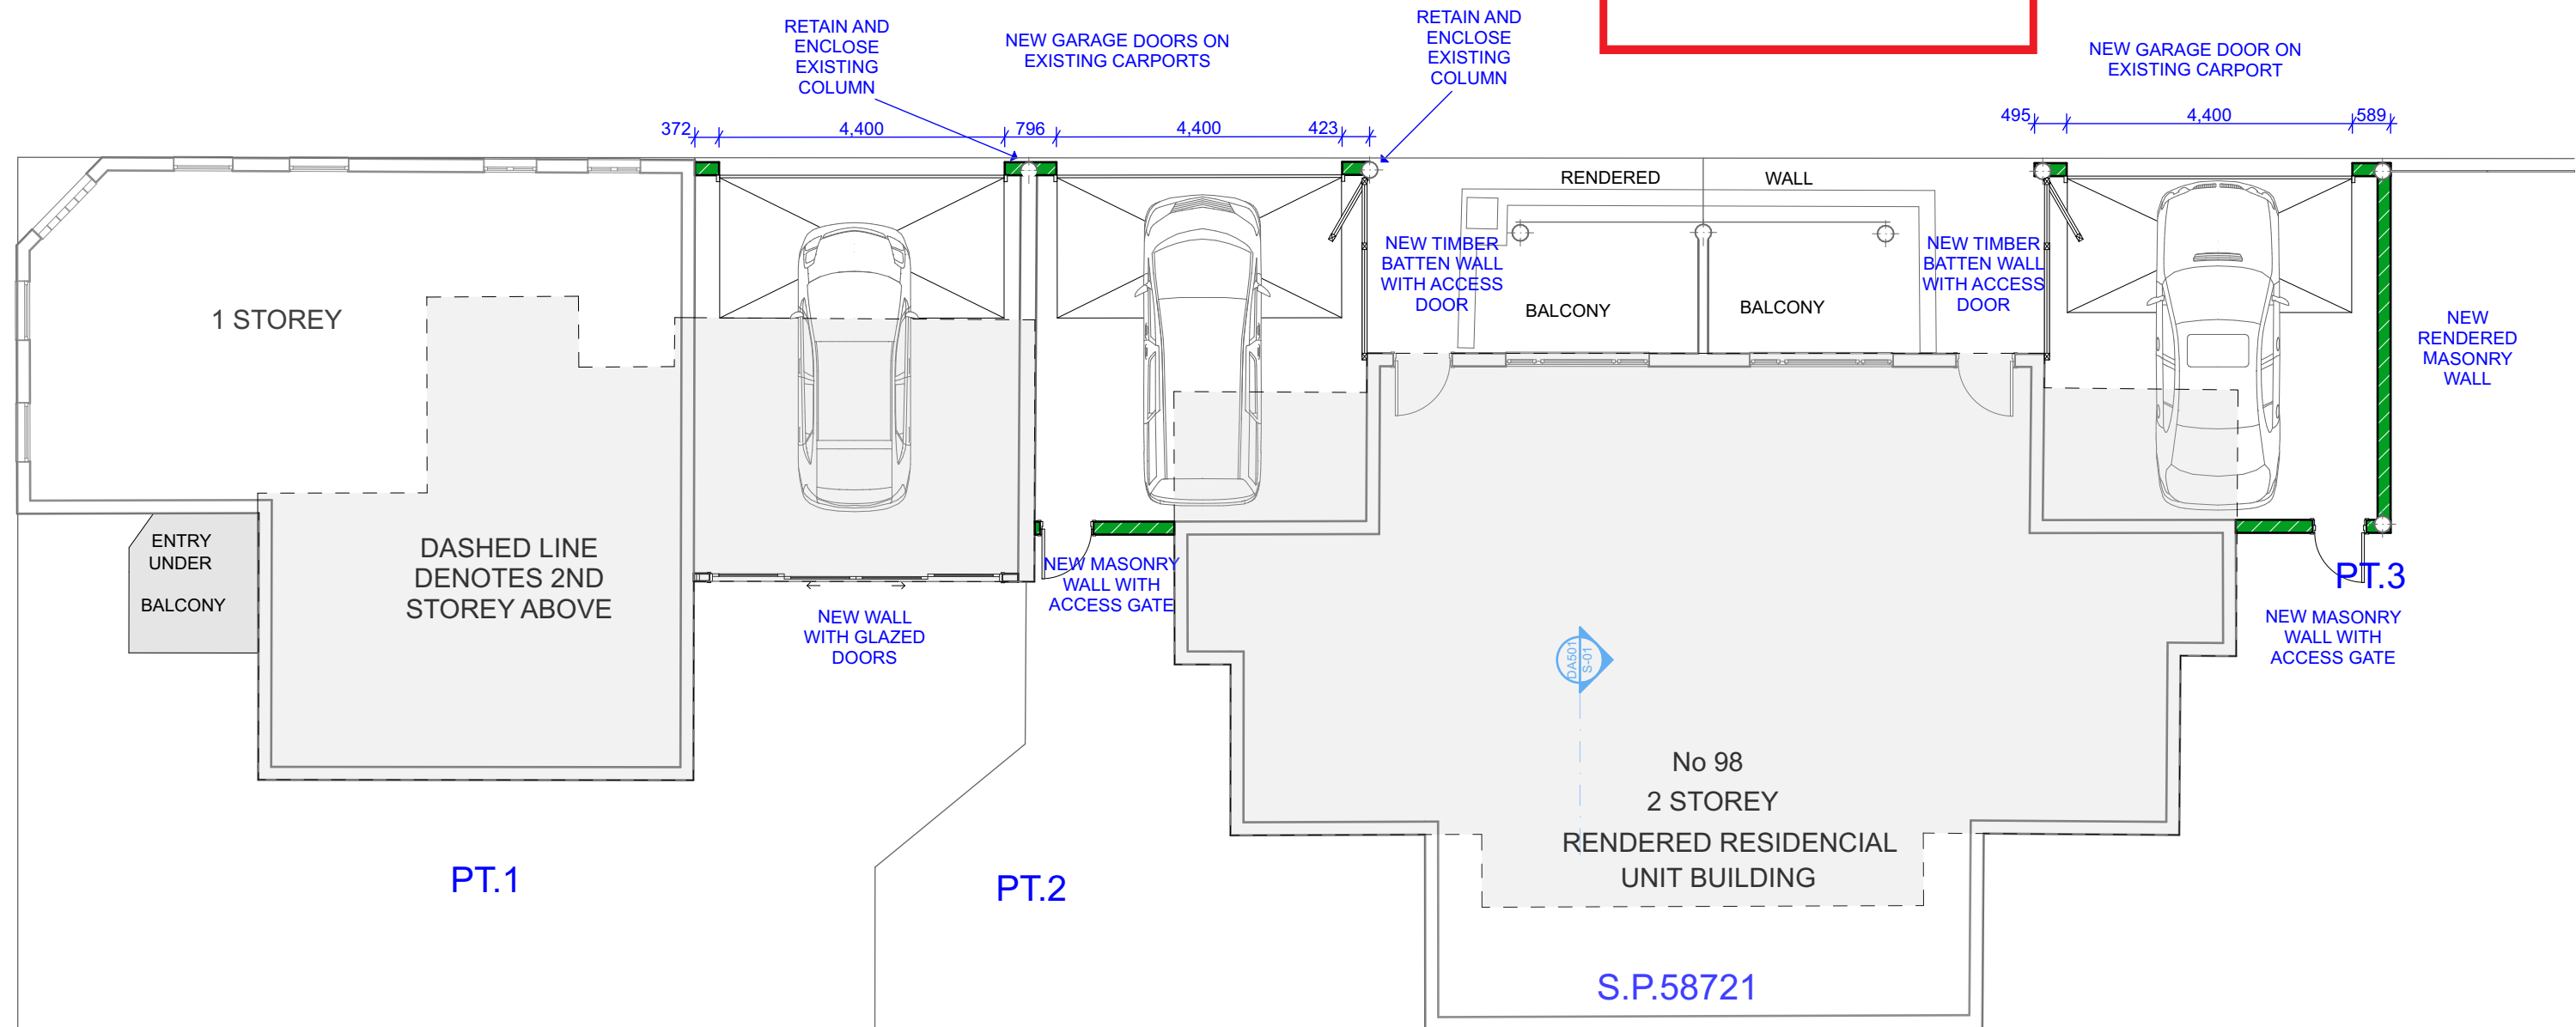 RETAIN AND
ENCLOSE
EXISTING
COLUMN
NEW GARAGE DOORS ON
EXISTING CARPORTS
RETAIN AND
ENCLOSE
EXISTING
COLUMN
NEW GARAGE DOOR ON
EXISTING CARPORT
372
4,400
796
4,400
423
495
4,400
589
RENDERED WALL
NEW TIMBER
BATTEN WALL
WITH ACCESS
DOOR
BALCONY
BALCONY
NEW TIMBER
BATTEN WALL
WITH ACCESS
DOOR
NEW
RENDERED
MASONRY
WALL
1 STOREY
ENTRY
UNDER
BALCONY
DASHED LINE
DENOTES 2ND
STOREY ABOVE
NEW WALL
WITH GLAZED
DOORS
NEW MASONRY
WALL WITH
ACCESS GATE
PT.3
NEW MASONRY
WALL WITH
ACCESS GATE
DA501
S-01
No 98
2 STOREY
RENDERED RESIDENCIAL
UNIT BUILDING
PT.1
PT.2
S.P.58721